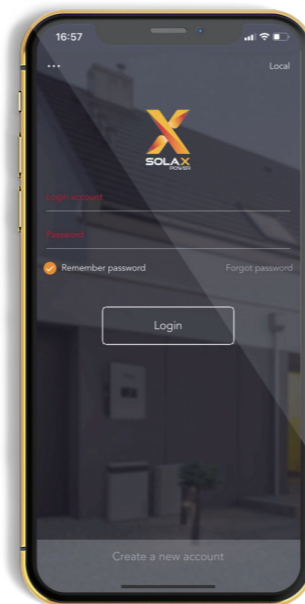 16:57
... Local
X
SOLAX
POWER
Login account
Password
Remember password Forgot password
Login
Create a new account